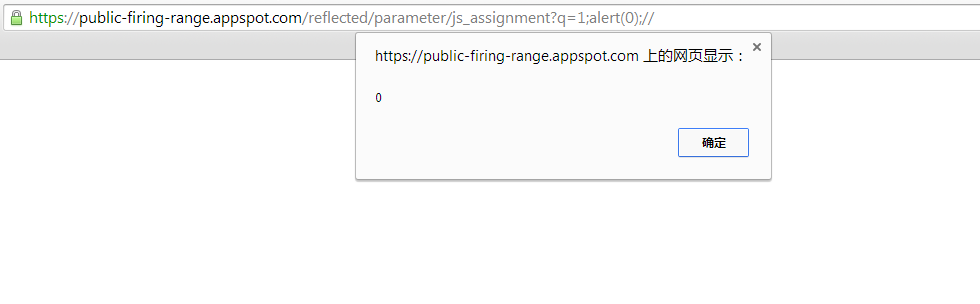 https://public-firing-range.appspot.com/reflected/parameter/js_assignment?q=1;alert(0);//
https://public-firing-range.appspot.com 上的网页显示：
0
确定